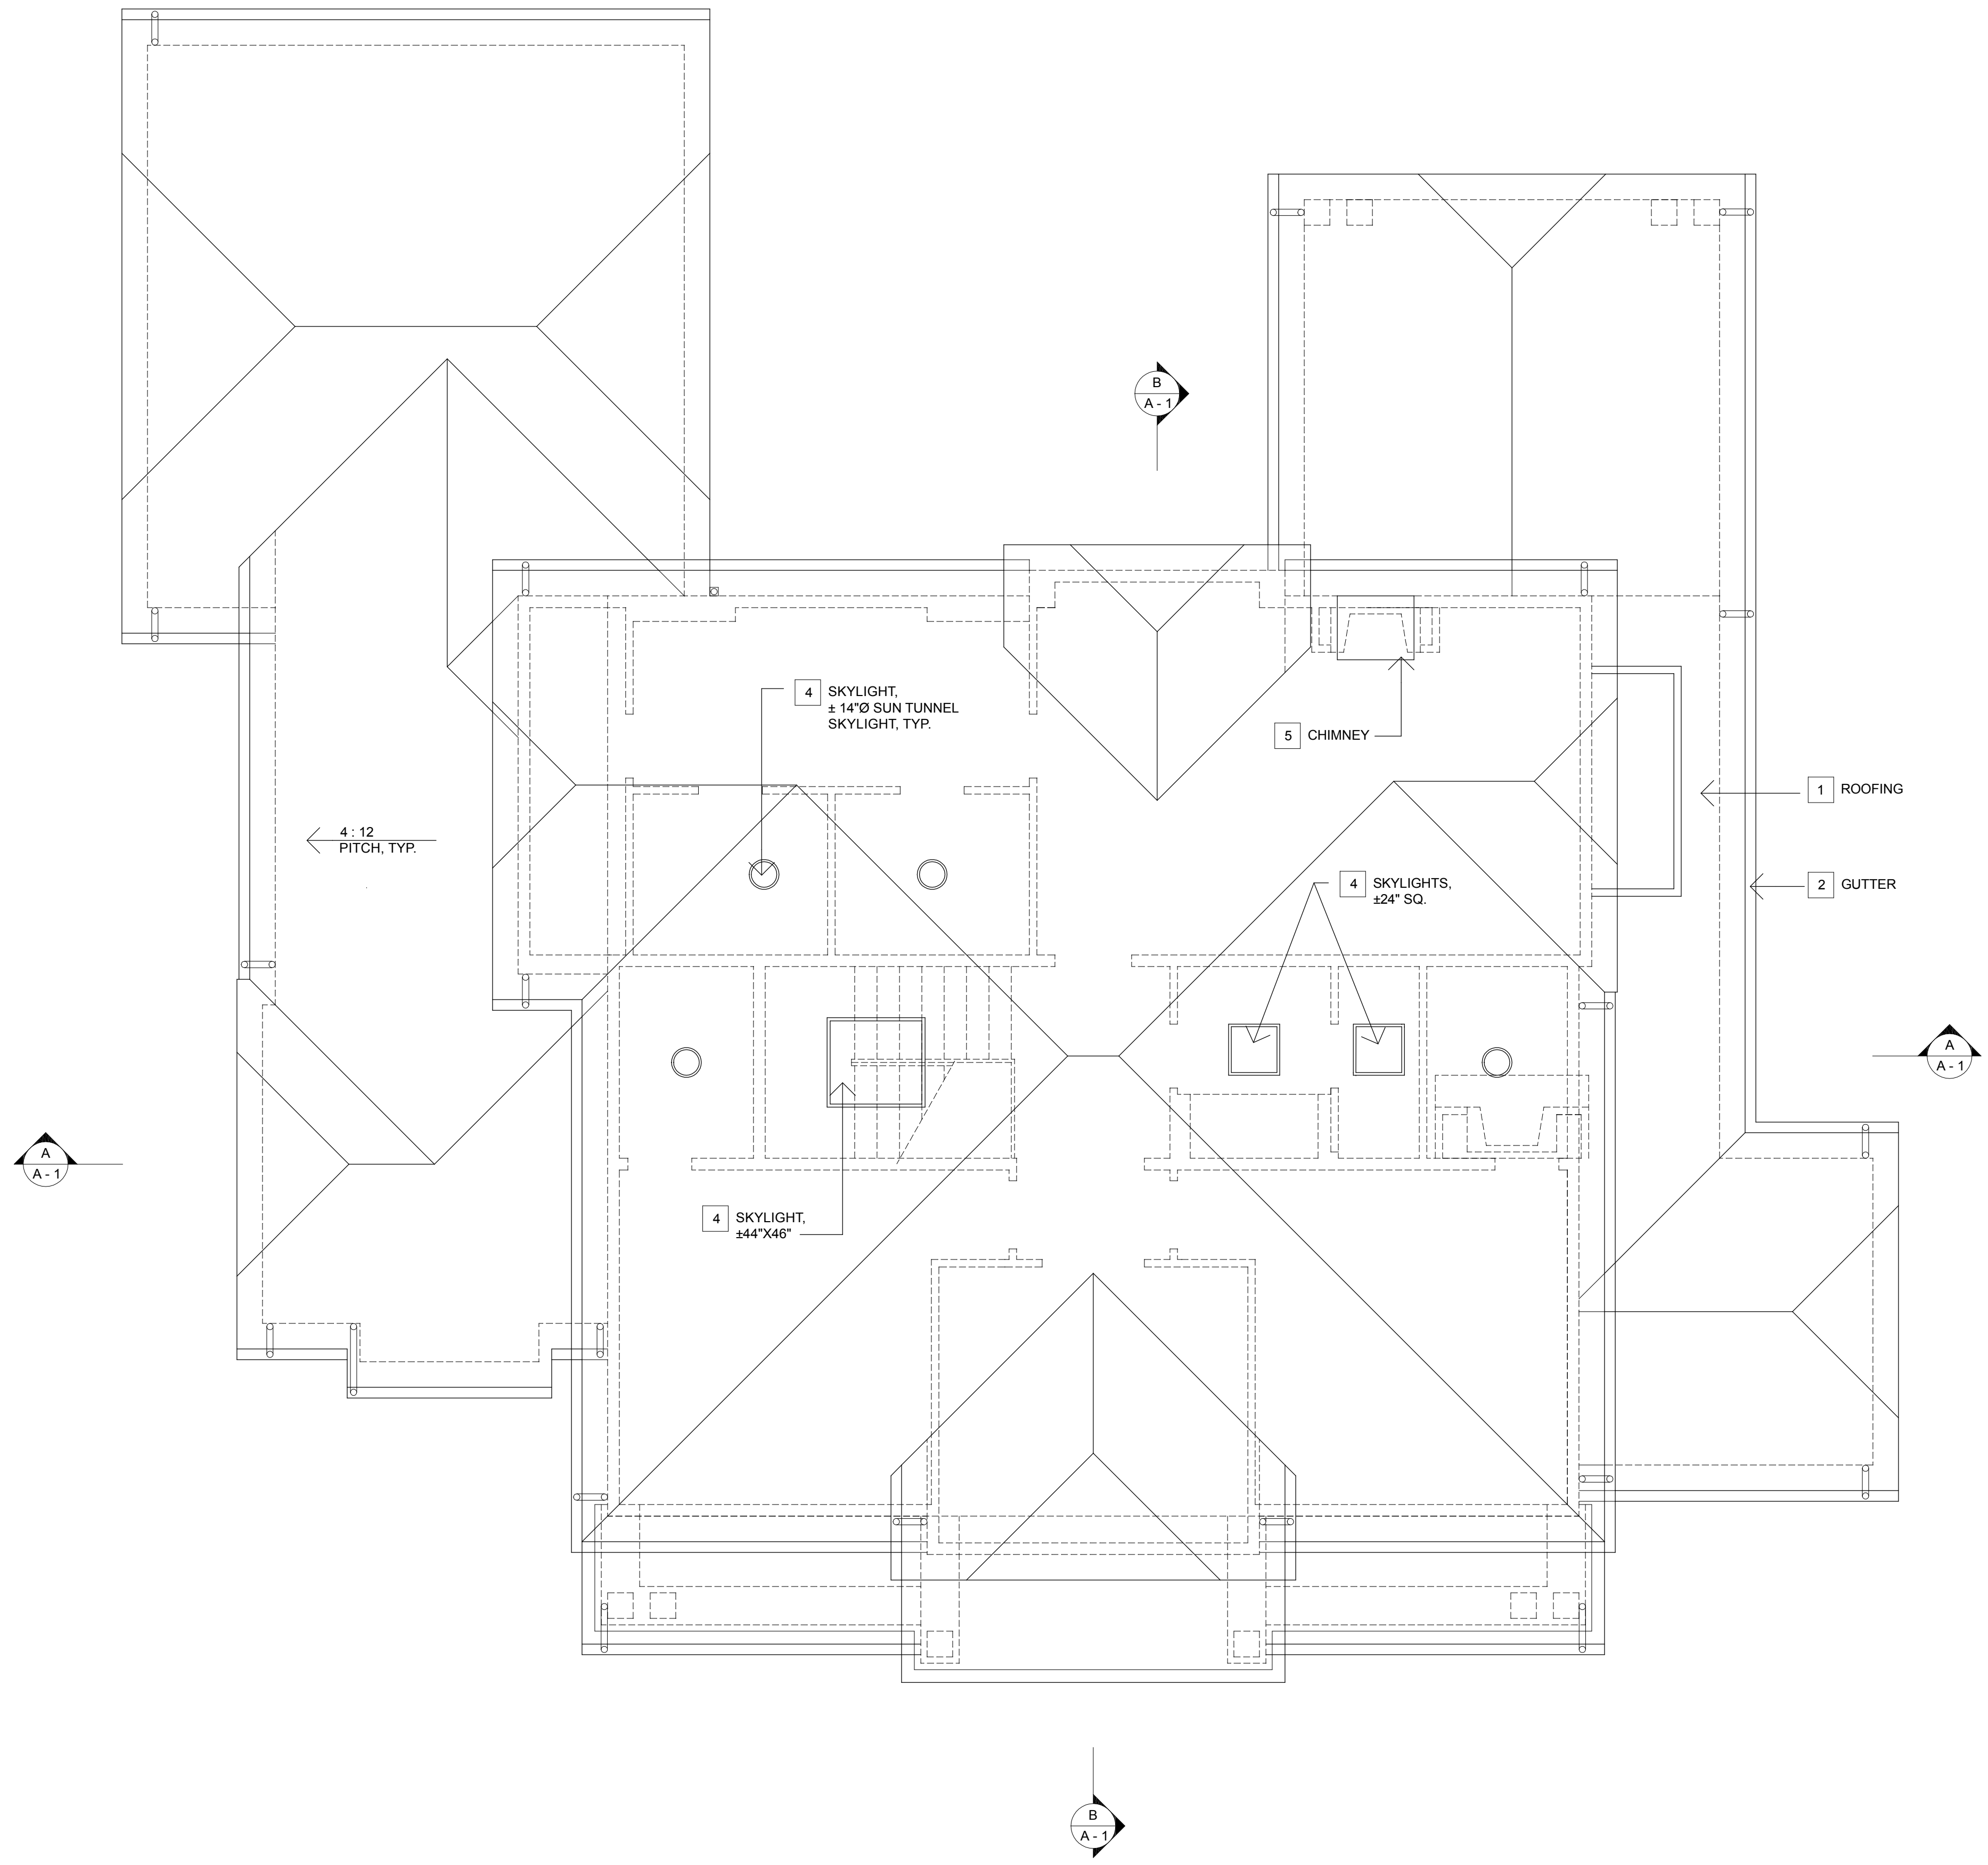 B
A - 1
4
SKYLIGHT,
± 14"Ø SUN TUNNEL
SKYLIGHT, TYP.
5
CHIMNEY
1
ROOFING
4 : 12
PITCH, TYP.
4
SKYLIGHTS,
±24" SQ.
2
GUTTER
A
A - 1
A
A - 1
4
SKYLIGHT,
±44"X46"
B
A - 1